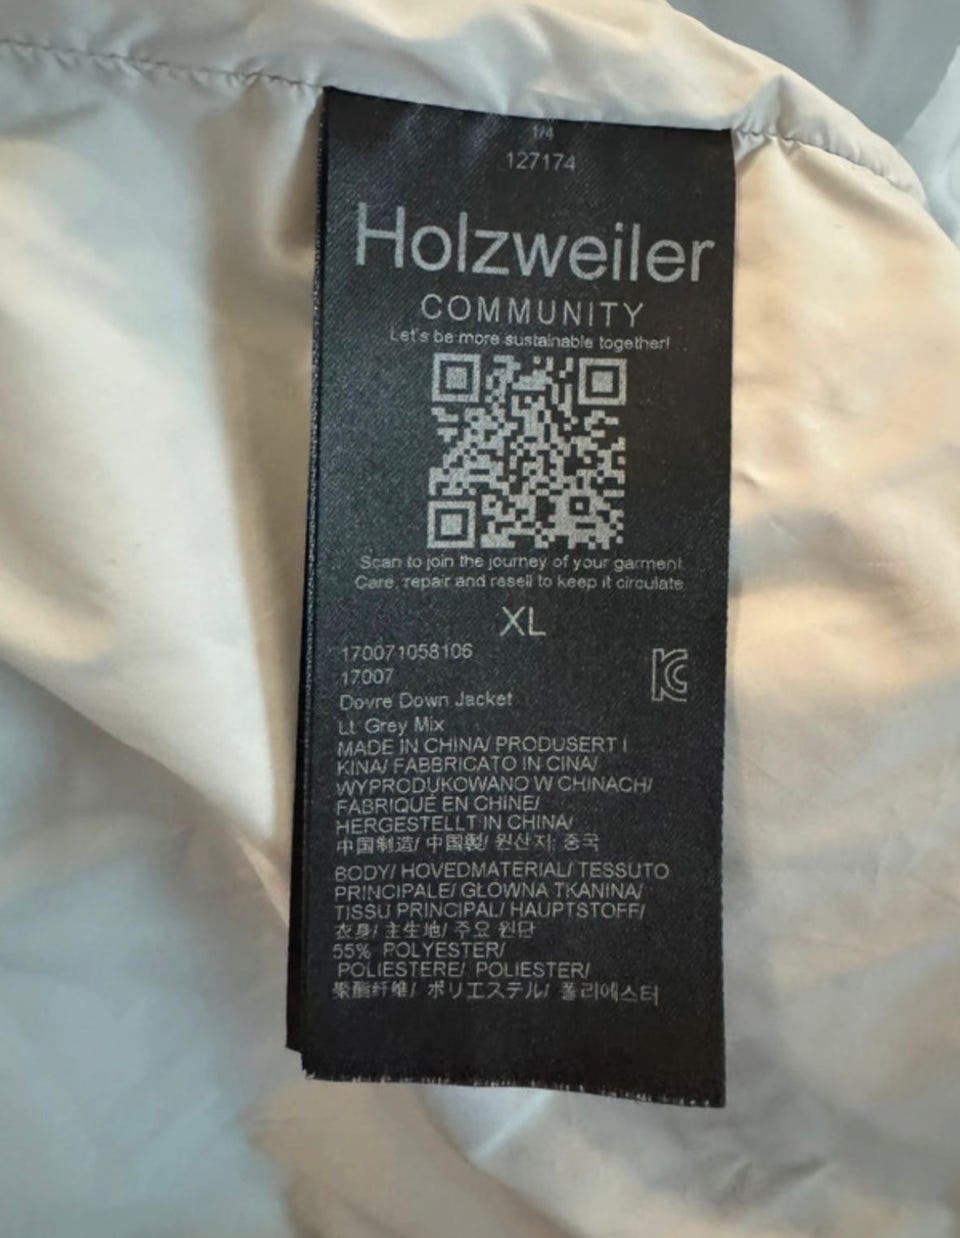 1/4
127174
Holzweiler
COMMUNITY
Let's be more sustainable together!
Scan to join the journey of your garment.
Care, repair and resell to keep it circulate.
XL
170071058106
17007
Dovre Down Jacket
Lt. Grey Mix
MADE IN CHINA/ PRODUSERT I
KINA/ FABBRICATO IN CINA/
WYPRODUKOWANO W CHINACH/
FABRIQUÉ EN CHINE/
HERGESTELLT IN CHINA/
中国制造/ 中国製/ 원산지: 중국
BODY/ HOVEDMATERIAL/ TESSUTO
PRINCIPALE/ GŁÓWNA TKANINA/
TISSU PRINCIPAL/ HAUPTSTOFF/
衣身/ 主生地/ 주요 원단
55% POLYESTER/
POLIESTERE/ POLIESTER/
聚酯纤维/ ポリエステル/ 폴리에스터